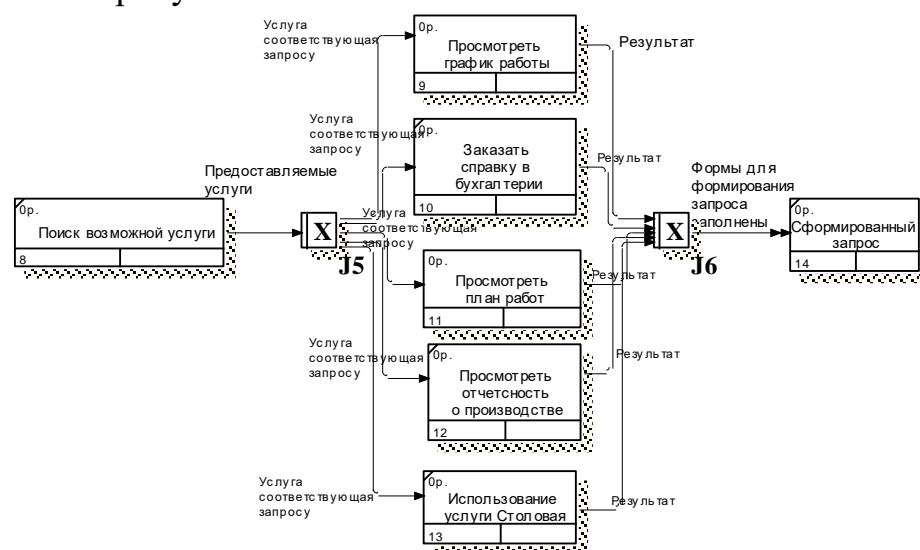 Услуга
соответствующая
запросу
0р.
Просмотреть
график работы
9
Результат
Услуга
соответствующая
запросу
0р.
Заказать
справку в
бухгалтерии
10
Результат
Предоставляемые
услуги
0р.
Поиск возможной услуги
8
X
J5
Услуга
соответствующая
запросу
0р.
Просмотреть
план работ
11
Результат
Услуга
соответствующая
запросу
0р.
Просмотреть
отчетсность
о производстве
12
Результат
Услуга
соответствующая
запросу
0р.
Использование
услуги Столовая
13
Результат
X
J6
Формы для
формирования
запроса
заполнены
0р.
Сформированный
запрос
14